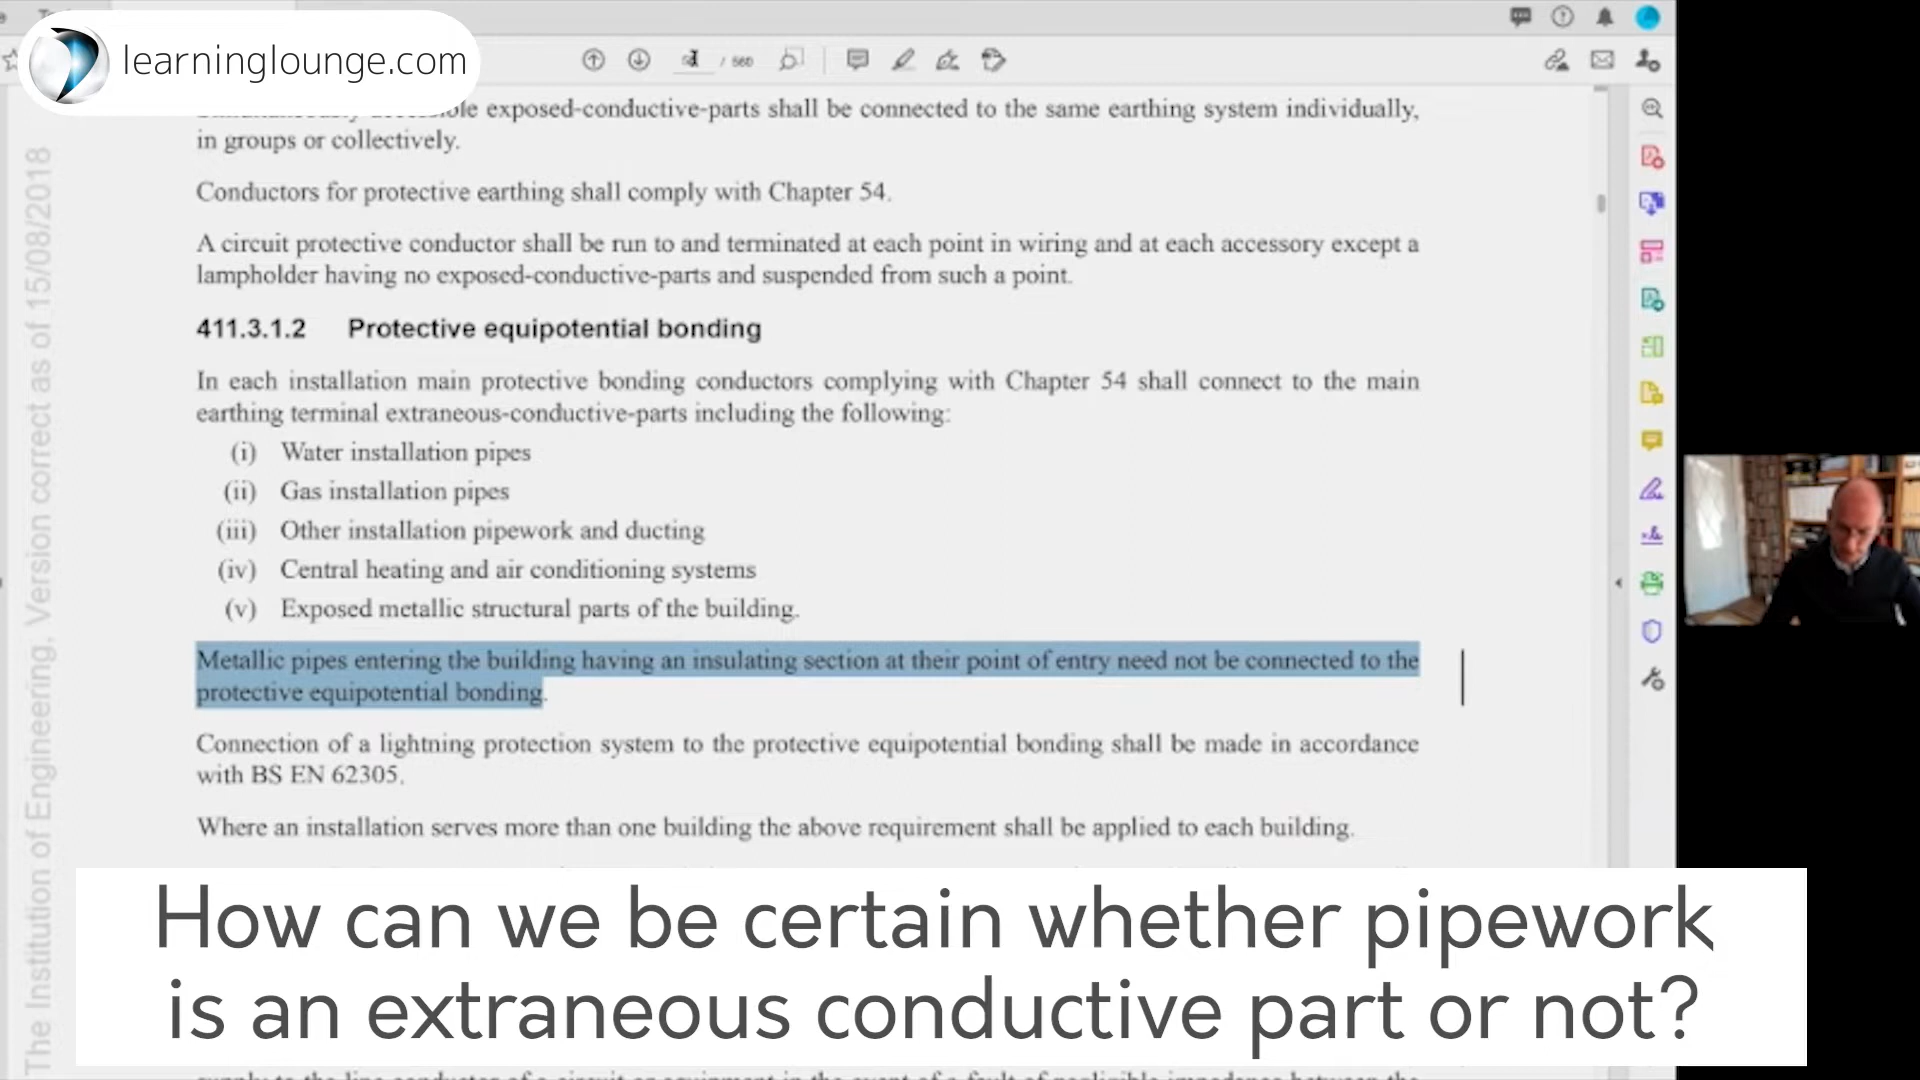 learninglounge.com
/ 560
exposed-conductive-parts shall be connected to the same earthing system individually,
in groups or collectively.
Conductors for protective earthing shall comply with Chapter 54.
A circuit protective conductor shall be run to and terminated at each point in wiring and at each accessory except a
lampholder having no exposed-conductive-parts and suspended from such a point.
411.3.1.2 Protective equipotential bonding
In each installation main protective bonding conductors complying with Chapter 54 shall connect to the main
earthing terminal extraneous-conductive-parts including the following:
(i) Water installation pipes
(ii) Gas installation pipes
(iii) Other installation pipework and ducting
(iv) Central heating and air conditioning systems
(v) Exposed metallic structural parts of the building.
Metallic pipes entering the building having an insulating section at their point of entry need not be connected to the
protective equipotential bonding.
Connection of a lightning protection system to the protective equipotential bonding shall be made in accordance
with BS EN 62305.
Where an installation serves more than one building the above requirement shall be applied to each building.
How can we be certain whether pipework
is an extraneous conductive part or not?
The Institution of Engineering. Version correct as of 15/08/2018